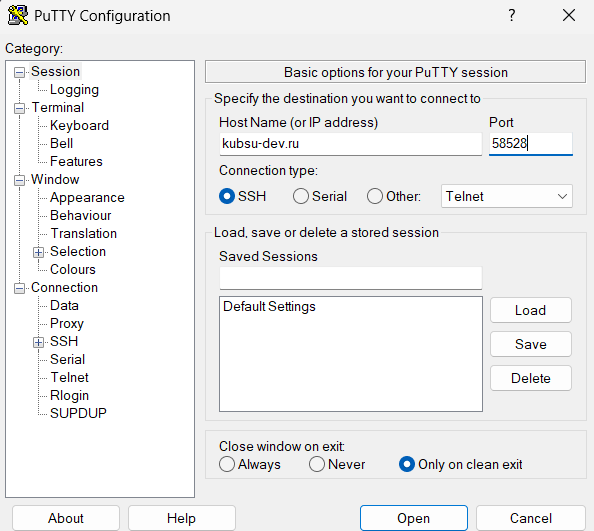 PuTTY Configuration
?
Category:
Session
Logging
Terminal
Keyboard
Bell
Features
Window
Appearance
Behaviour
Translation
Selection
Colours
Connection
Data
Proxy
SSH
Serial
Telnet
Rlogin
SUPDUP
Basic options for your PuTTY session
Specify the destination you want to connect to
Host Name (or IP address) Port
kubsu-dev.ru 58528
Connection type:
SSH Serial Other: Telnet
Load, save or delete a stored session
Saved Sessions
Default Settings
Load
Save
Delete
Close window on exit:
Always Never Only on clean exit
About Help Open Cancel